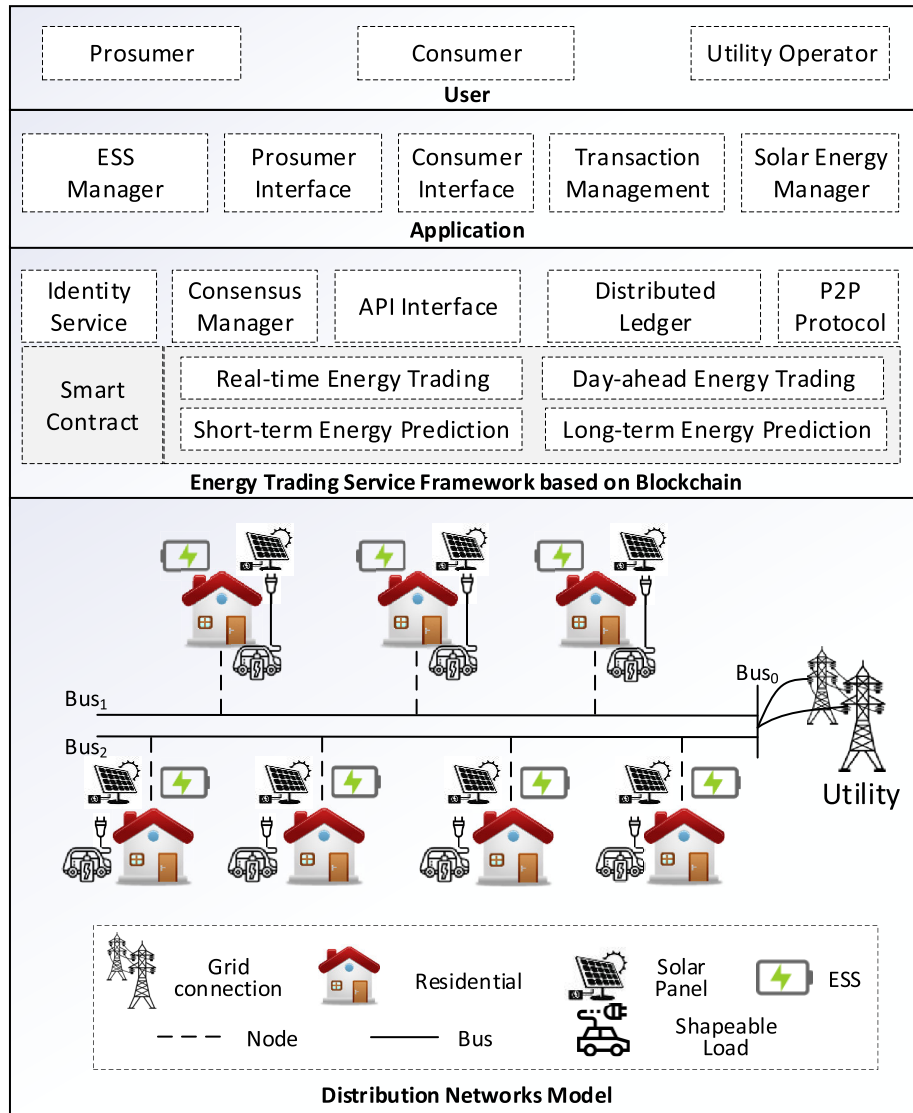 Prosumer
Consumer
Utility Operator
User
ESS
Manager
Prosumer
Interface
Consumer
Interface
Transaction
Management
Solar Energy
Manager
Application
Identity
Service
Consensus
Manager
API Interface
Distributed
Ledger
P2P
Protocol
Smart
Contract
Real-time Energy Trading
Day-ahead Energy Trading
Short-term Energy Prediction
Long-term Energy Prediction
Energy Trading Service Framework based on Blockchain
Bus₁
Bus₀
Bus₂
Utility
Grid
connection
Residential
Solar
Panel
ESS
Node
Bus
Shapeable
Load
Distribution Networks Model